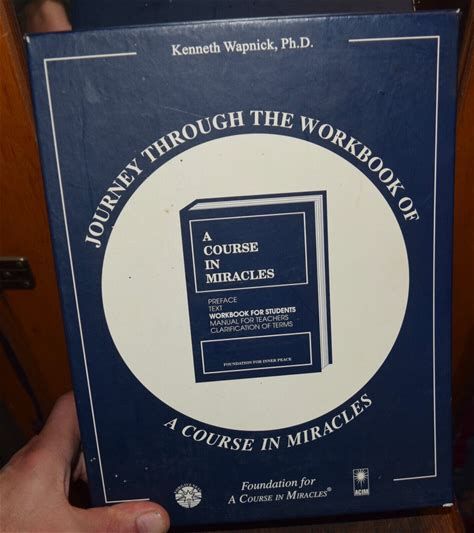 Kenneth Wapnick, Ph.D.
JOURNEY THROUGH THE WORKBOOK OF
A
COURSE
IN
MIRACLES
PREFACE
TEXT
WORKBOOK FOR STUDENTS
MANUAL FOR TEACHERS
CLARIFICATION OF TERMS
FOUNDATION FOR INNER PEACE
A COURSE IN MIRACLES
Foundation for
A COURSE IN MIRACLES®
ACIM